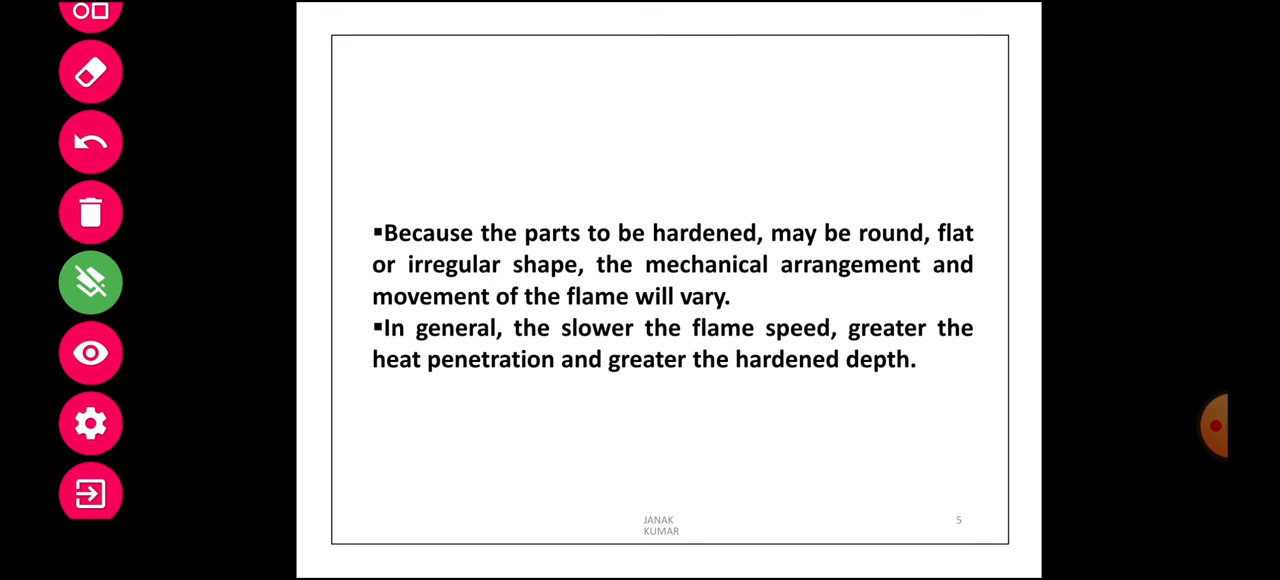 ▪Because the parts to be hardened, may be round, flat
or irregular shape, the mechanical arrangement and
movement of the flame will vary.
▪In general, the slower the flame speed, greater the
heat penetration and greater the hardened depth.
JANAK
KUMAR
5